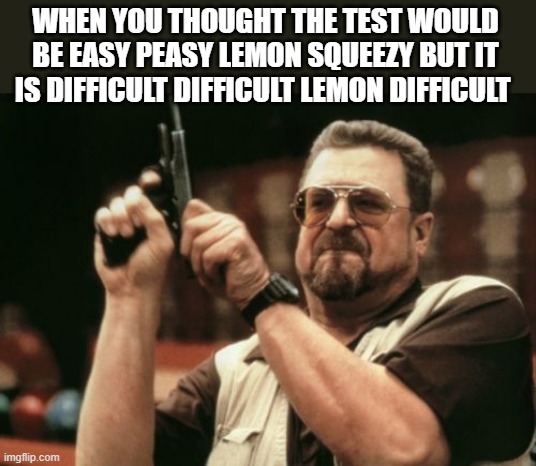 WHEN YOU THOUGHT THE TEST WOULD
BE EASY PEASY LEMON SQUEEZY BUT IT
IS DIFFICULT DIFFICULT LEMON DIFFICULT
imgflip.com